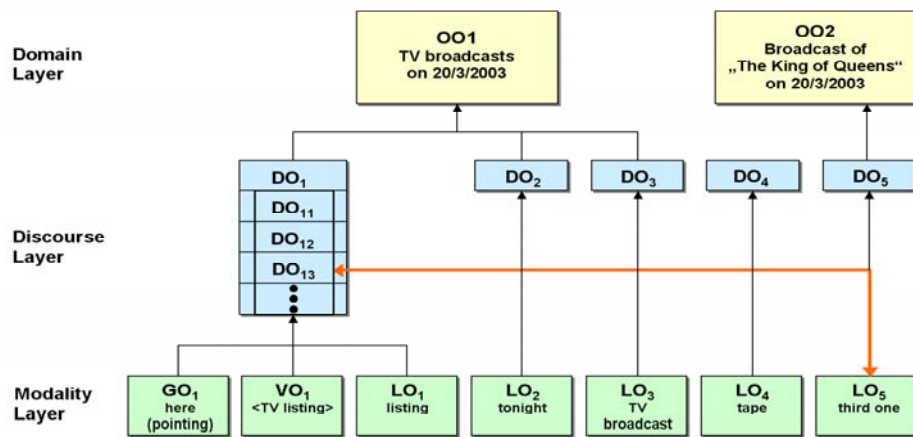 Domain
Layer
OO1
TV broadcasts
on 20/3/2003
OO2
Broadcast of
„The King of Queens“
on 20/3/2003
Discourse
Layer
DO₁
DO₁₁
DO₁₂
DO₁₃
DO₂
DO₃
DO₄
DO₅
Modality
Layer
GO₁
here
(pointing)
VO₁
<TV listing>
LO₁
listing
LO₂
tonight
LO₃
TV
broadcast
LO₄
tape
LO₅
third one